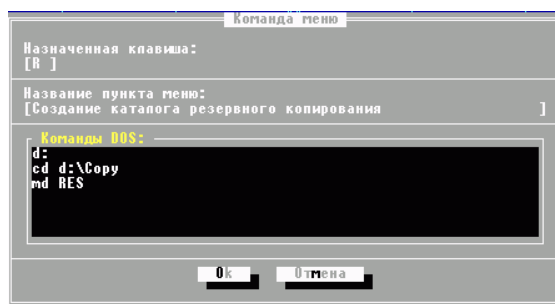 Команда меню
Назначенная клавиша:
[R ]
Название пункта меню:
[Создание каталога резервного копирования ]
Команды DOS:
d:
cd d:\Copy
md RES
Ok Отмена